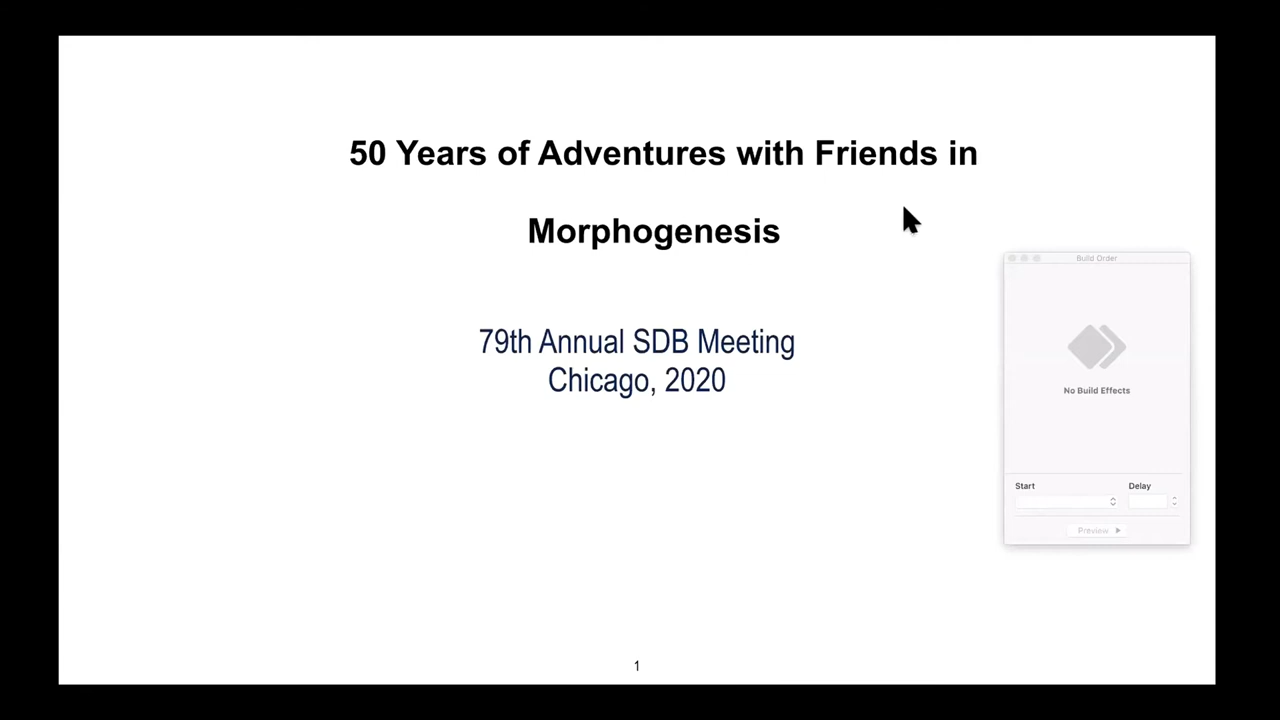 50 Years of Adventures with Friends in
Morphogenesis
79th Annual SDB Meeting
Chicago, 2020
Build Order
No Build Effects
Start Delay
Preview
1